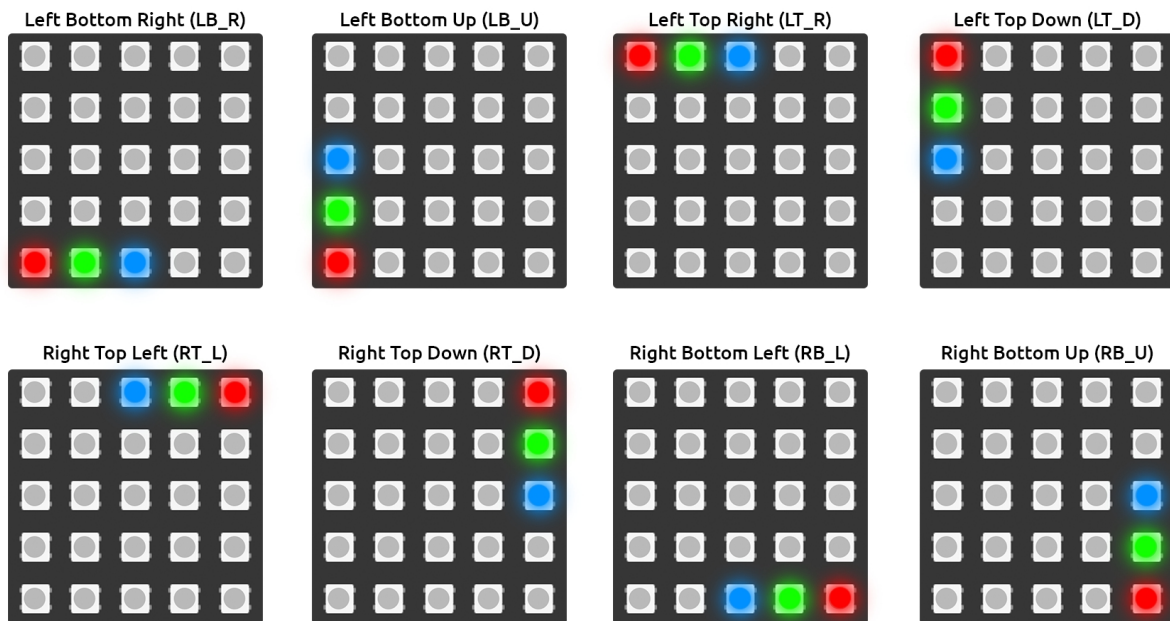 Left Bottom Right (LB_R)
Left Bottom Up (LB_U)
Left Top Right (LT_R)
Left Top Down (LT_D)
Right Top Left (RT_L)
Right Top Down (RT_D)
Right Bottom Left (RB_L)
Right Bottom Up (RB_U)